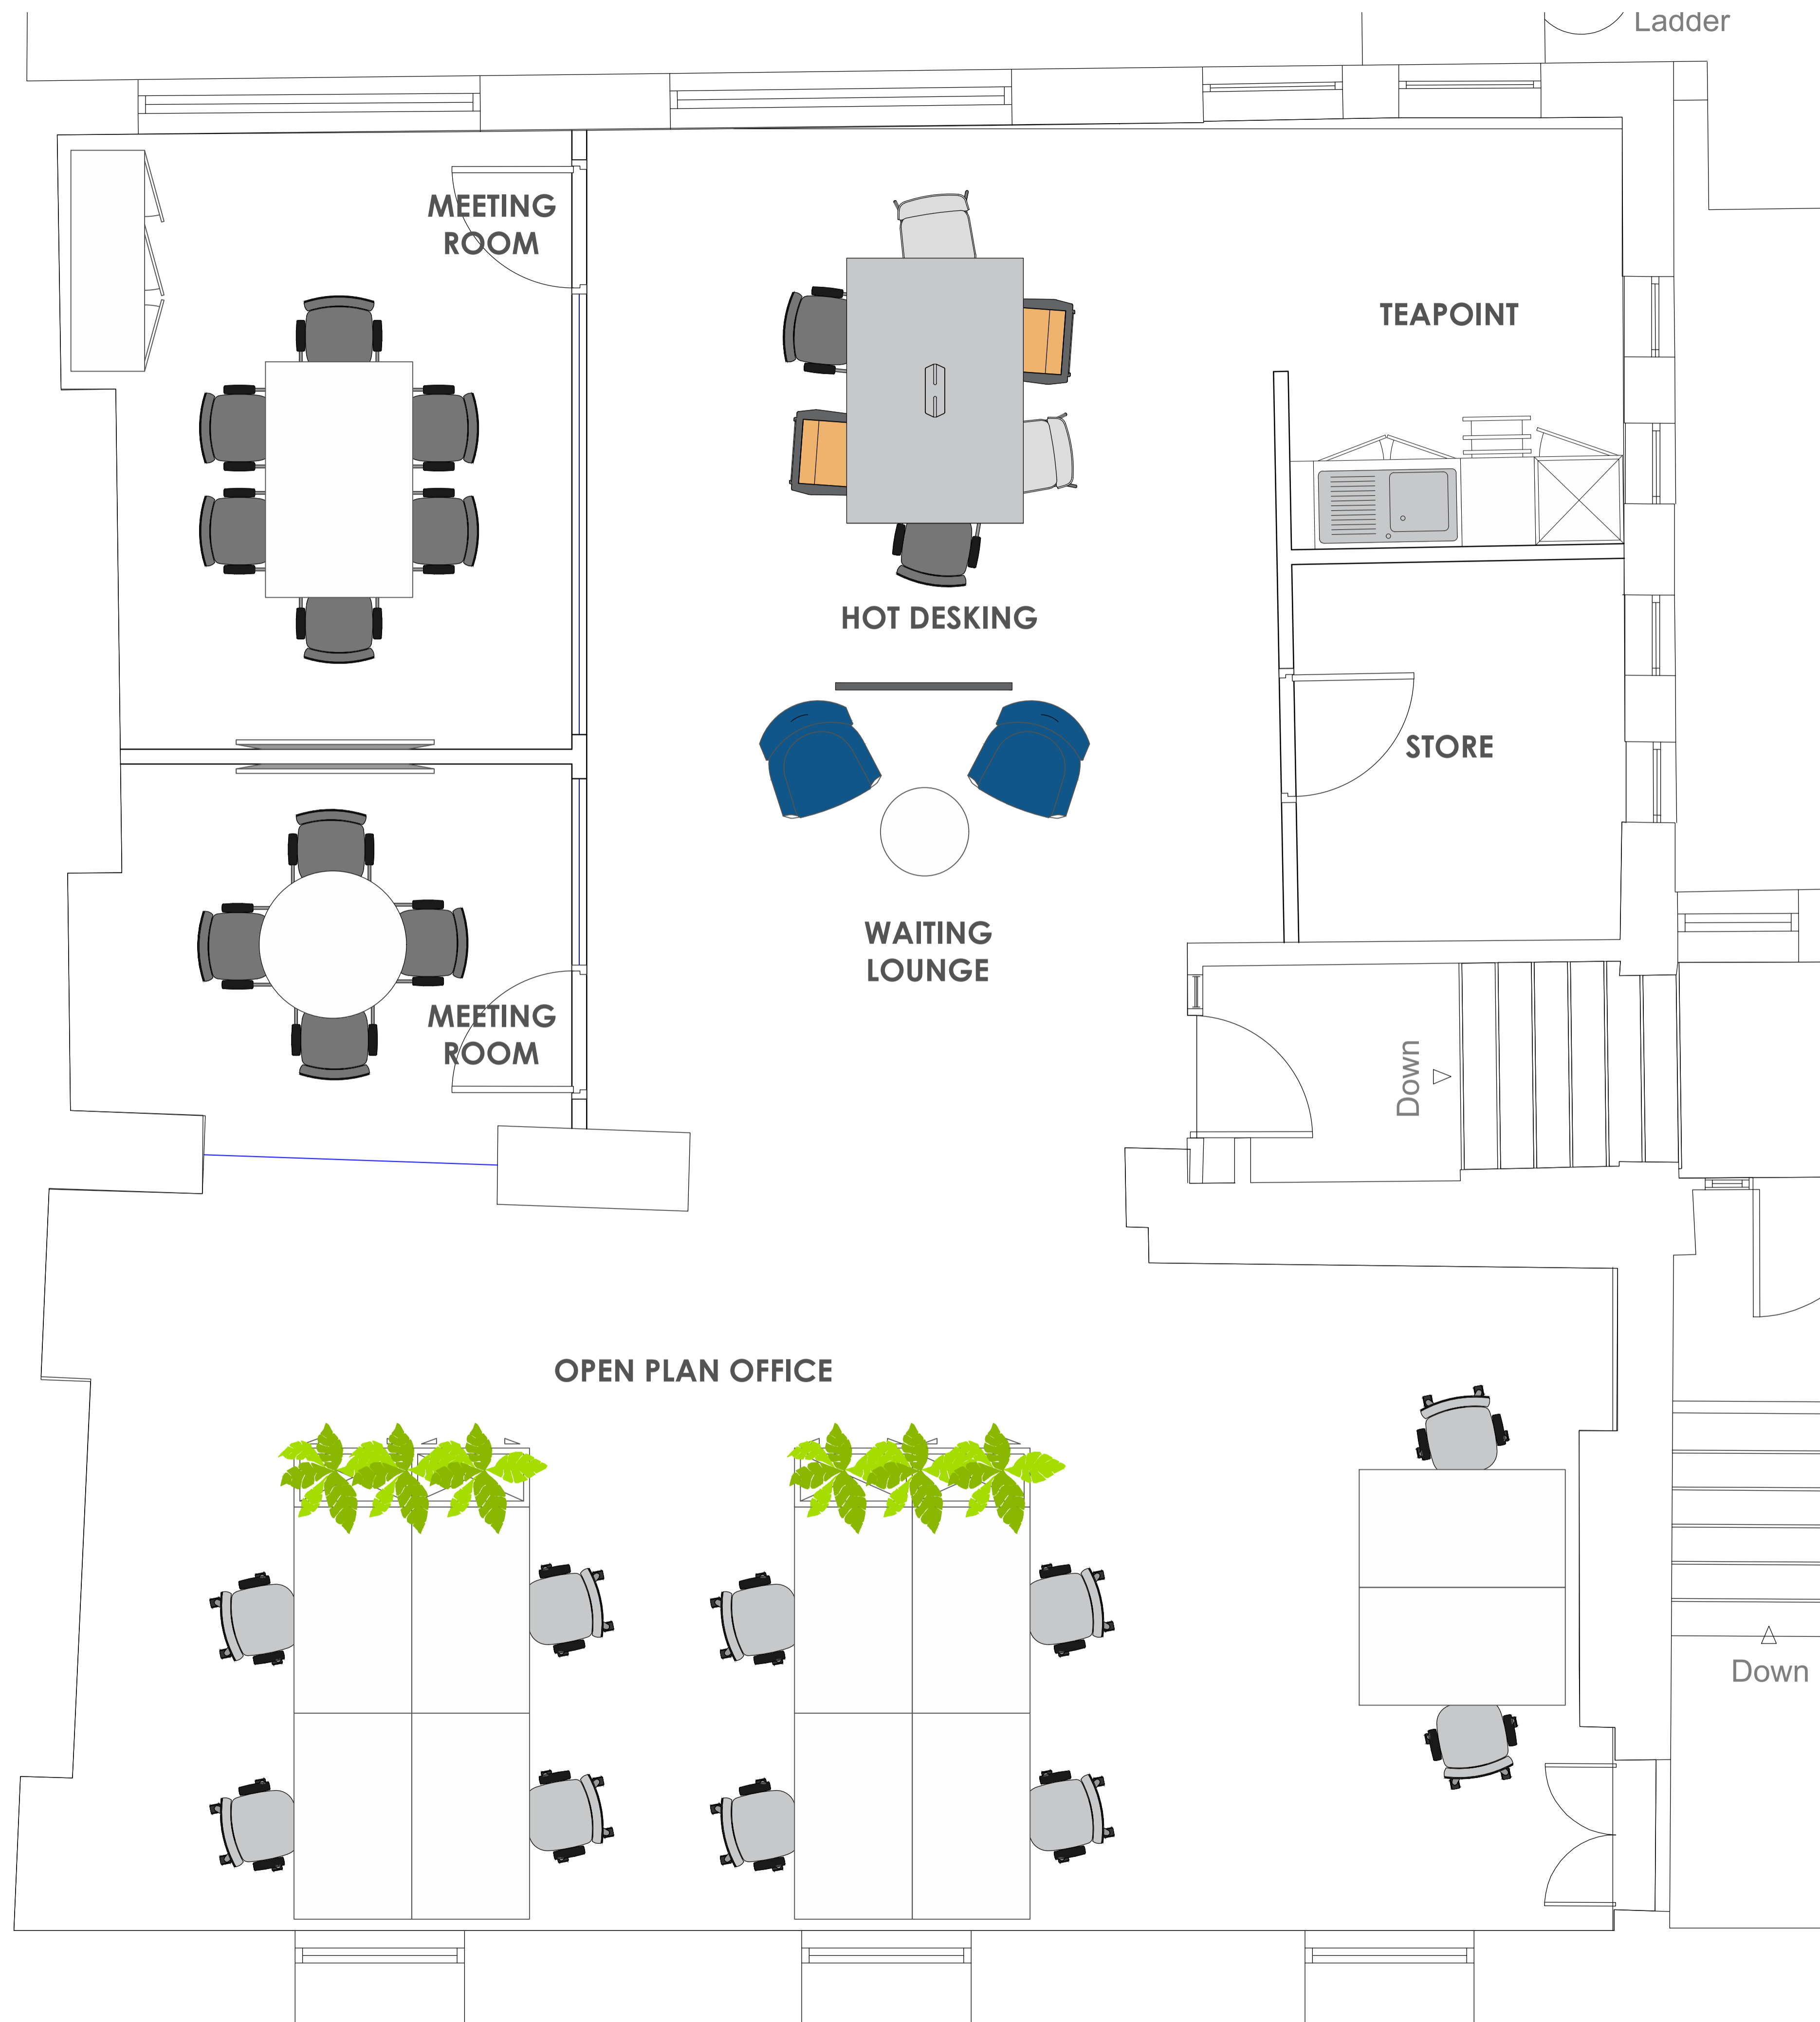 Ladder
MEETING
ROOM
TEAPOINT
HOT DESKING
STORE
WAITING
LOUNGE
MEETING
ROOM
Down
OPEN PLAN OFFICE
Down